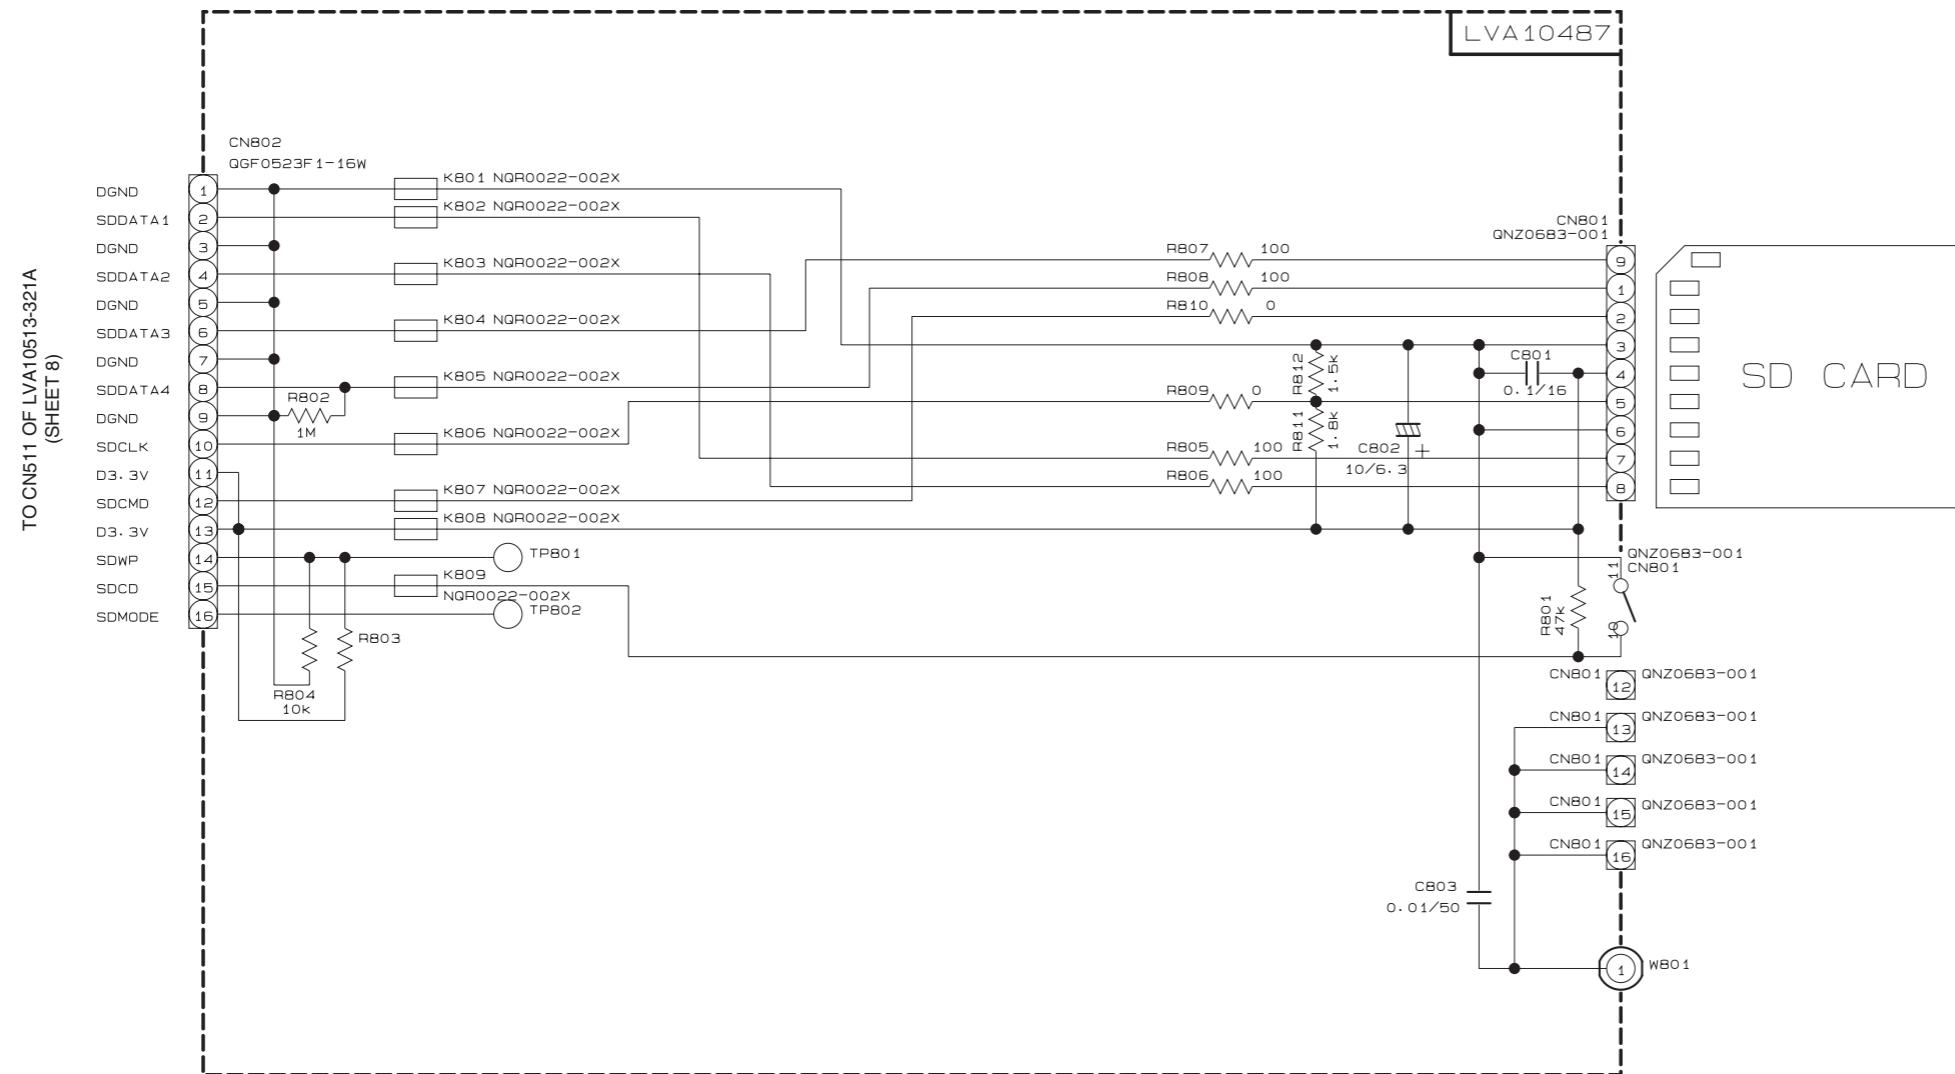 LVA10487
TO CN511 OF LVA10513-321A
(SHEET 8)
CN802
QGF0523F1-16W
DGND 1
SDDATA1 2
DGND 3
SDDATA2 4
DGND 5
SDDATA3 6
DGND 7
SDDATA4 8
DGND 9
SDCLK 10
D3.3V 11
SDCMD 12
D3.3V 13
SDWP 14
SDCD 15
SDMODE 16
K801 NQR0022-002X
K802 NQR0022-002X
K803 NQR0022-002X
K804 NQR0022-002X
K805 NQR0022-002X
R802
1M
K806 NQR0022-002X
K807 NQR0022-002X
K808 NQR0022-002X
TP801
K809
NQR0022-002X
TP802
R803
R804
10k
R807 100
R808 100
R810 0
R809 0
R805 100
R806 100
R812
1.5k
R811
1.8k
C802 +
10/6.3
C801
0.1/16
CN801
QNZ0683-001
9
1
2
3
4
5
6
7
8
SD CARD
QNZ0683-001
CN801
11
10
R801
47k
CN801 12 QNZ0683-001
CN801 13 QNZ0683-001
CN801 14 QNZ0683-001
CN801 15 QNZ0683-001
CN801 16 QNZ0683-001
C803
0.01/50
1 W801